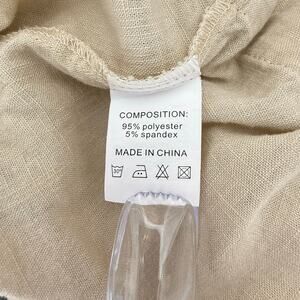 COMPOSITION:
95% polyester
5% spandex
MADE IN CHINA
30°